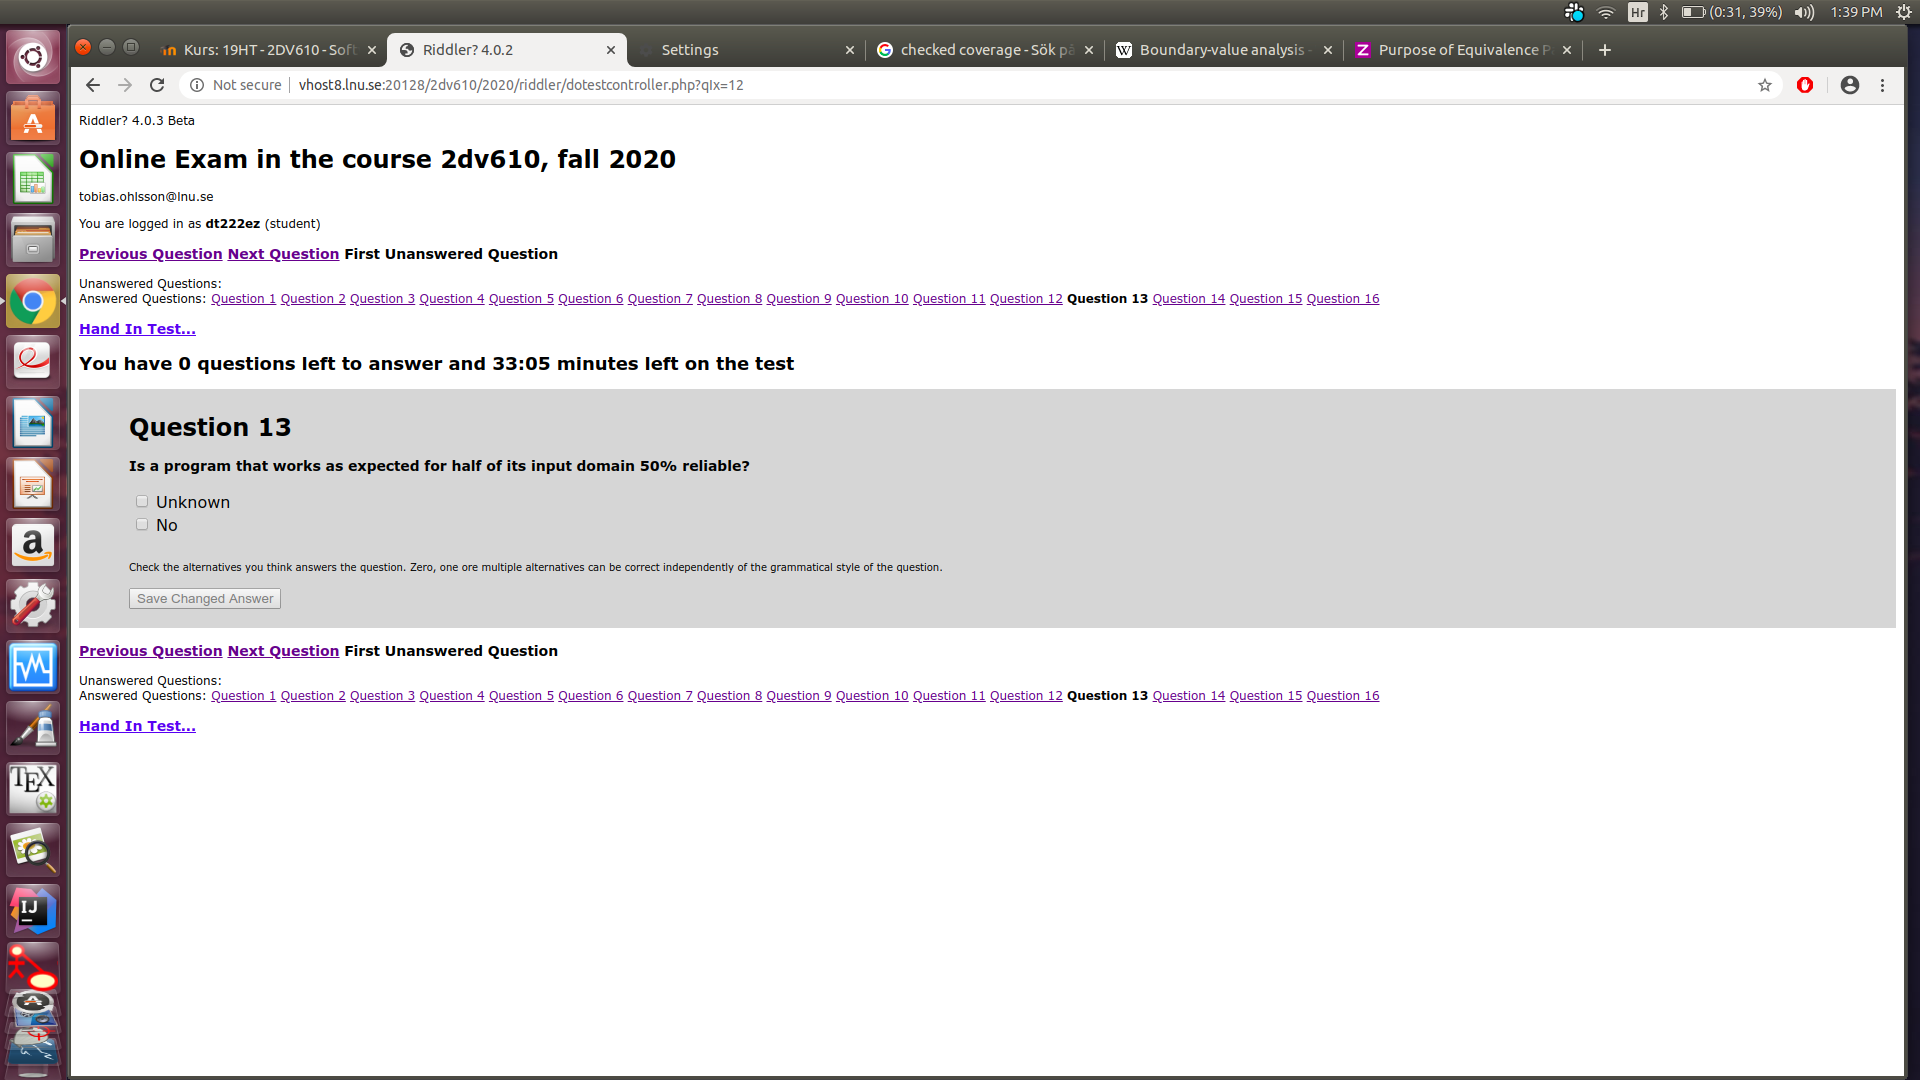 Hr (0:31, 39%) 1:39 PM
Kurs: 19HT - 2DV610 - Soft Riddler? 4.0.2 Settings checked coverage - Sök på Boundary-value analysis - Purpose of Equivalence P
Not secure vhost8.lnu.se:20128/2dv610/2020/riddler/dotestcontroller.php?qIx=12
Riddler? 4.0.3 Beta
Online Exam in the course 2dv610, fall 2020
tobias.ohlsson@lnu.se
You are logged in as dt222ez (student)
Previous Question Next Question First Unanswered Question
Unanswered Questions:
Answered Questions: Question 1 Question 2 Question 3 Question 4 Question 5 Question 6 Question 7 Question 8 Question 9 Question 10 Question 11 Question 12 Question 13 Question 14 Question 15 Question 16
Hand In Test...
You have 0 questions left to answer and 33:05 minutes left on the test
Question 13
Is a program that works as expected for half of its input domain 50% reliable?
Unknown
No
Check the alternatives you think answers the question. Zero, one ore multiple alternatives can be correct independently of the grammatical style of the question.
Save Changed Answer
Previous Question Next Question First Unanswered Question
Unanswered Questions:
Answered Questions: Question 1 Question 2 Question 3 Question 4 Question 5 Question 6 Question 7 Question 8 Question 9 Question 10 Question 11 Question 12 Question 13 Question 14 Question 15 Question 16
Hand In Test...
TEX
IJ